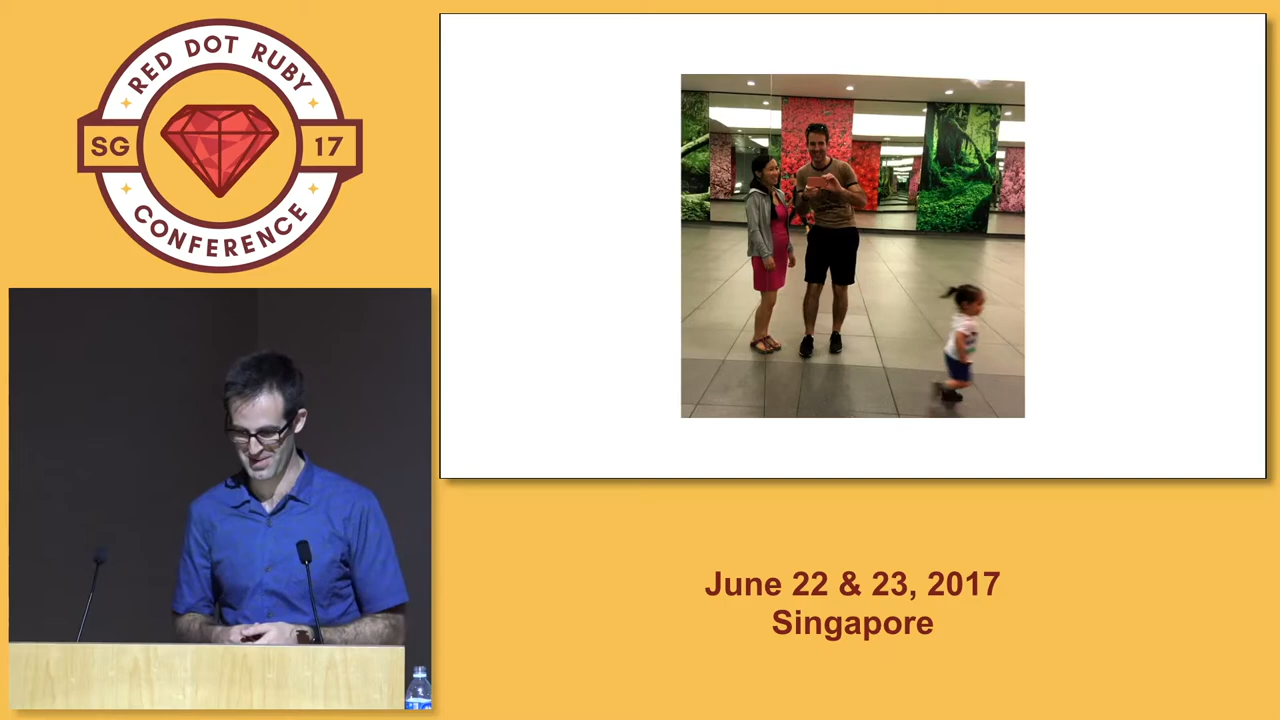 RED DOT RUBY
SG
17
CONFERENCE
June 22 & 23, 2017
Singapore